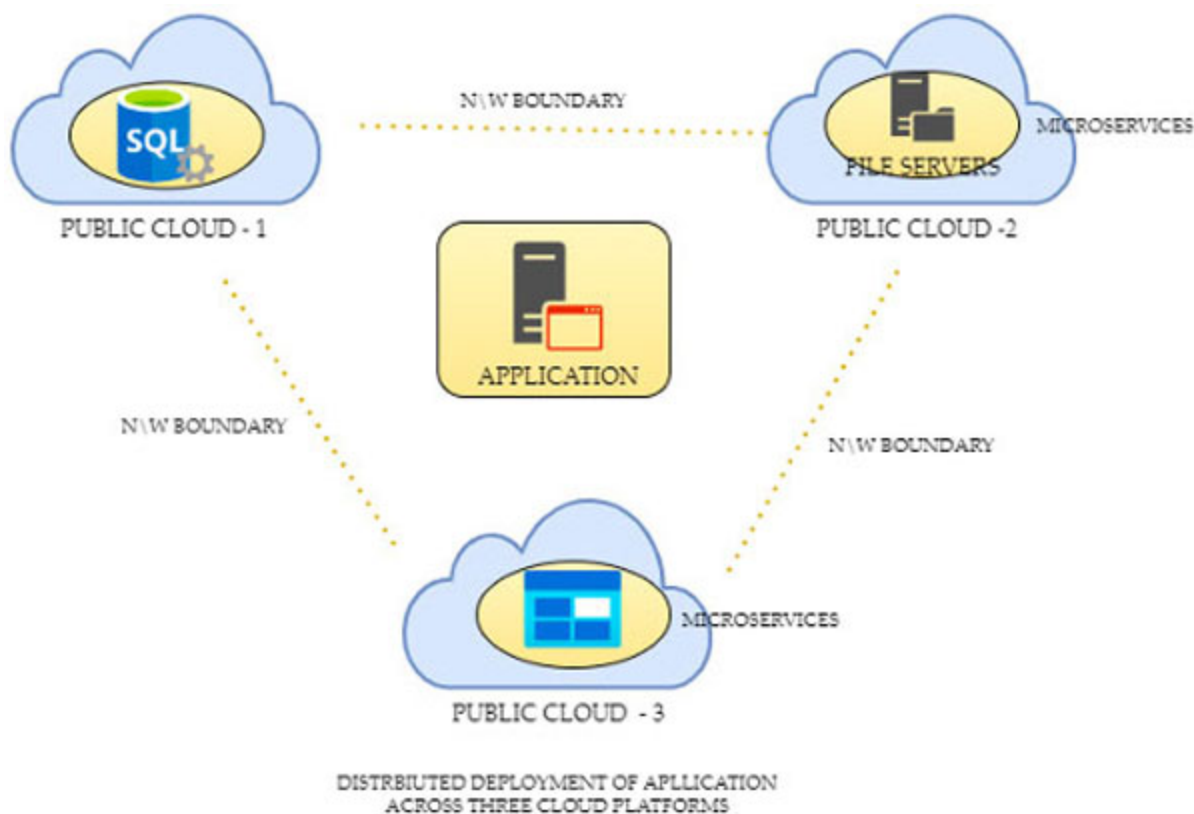 N\W BOUNDARY
SQL
MICROSERVICES
FILE SERVERS
PUBLIC CLOUD - 1
PUBLIC CLOUD -2
APPLICATION
N\W BOUNDARY
N\W BOUNDARY
MICROSERVICES
PUBLIC CLOUD - 3
DISTRBIUTED DEPLOYMENT OF APLLICATION
ACROSS THREE CLOUD PLATFORMS